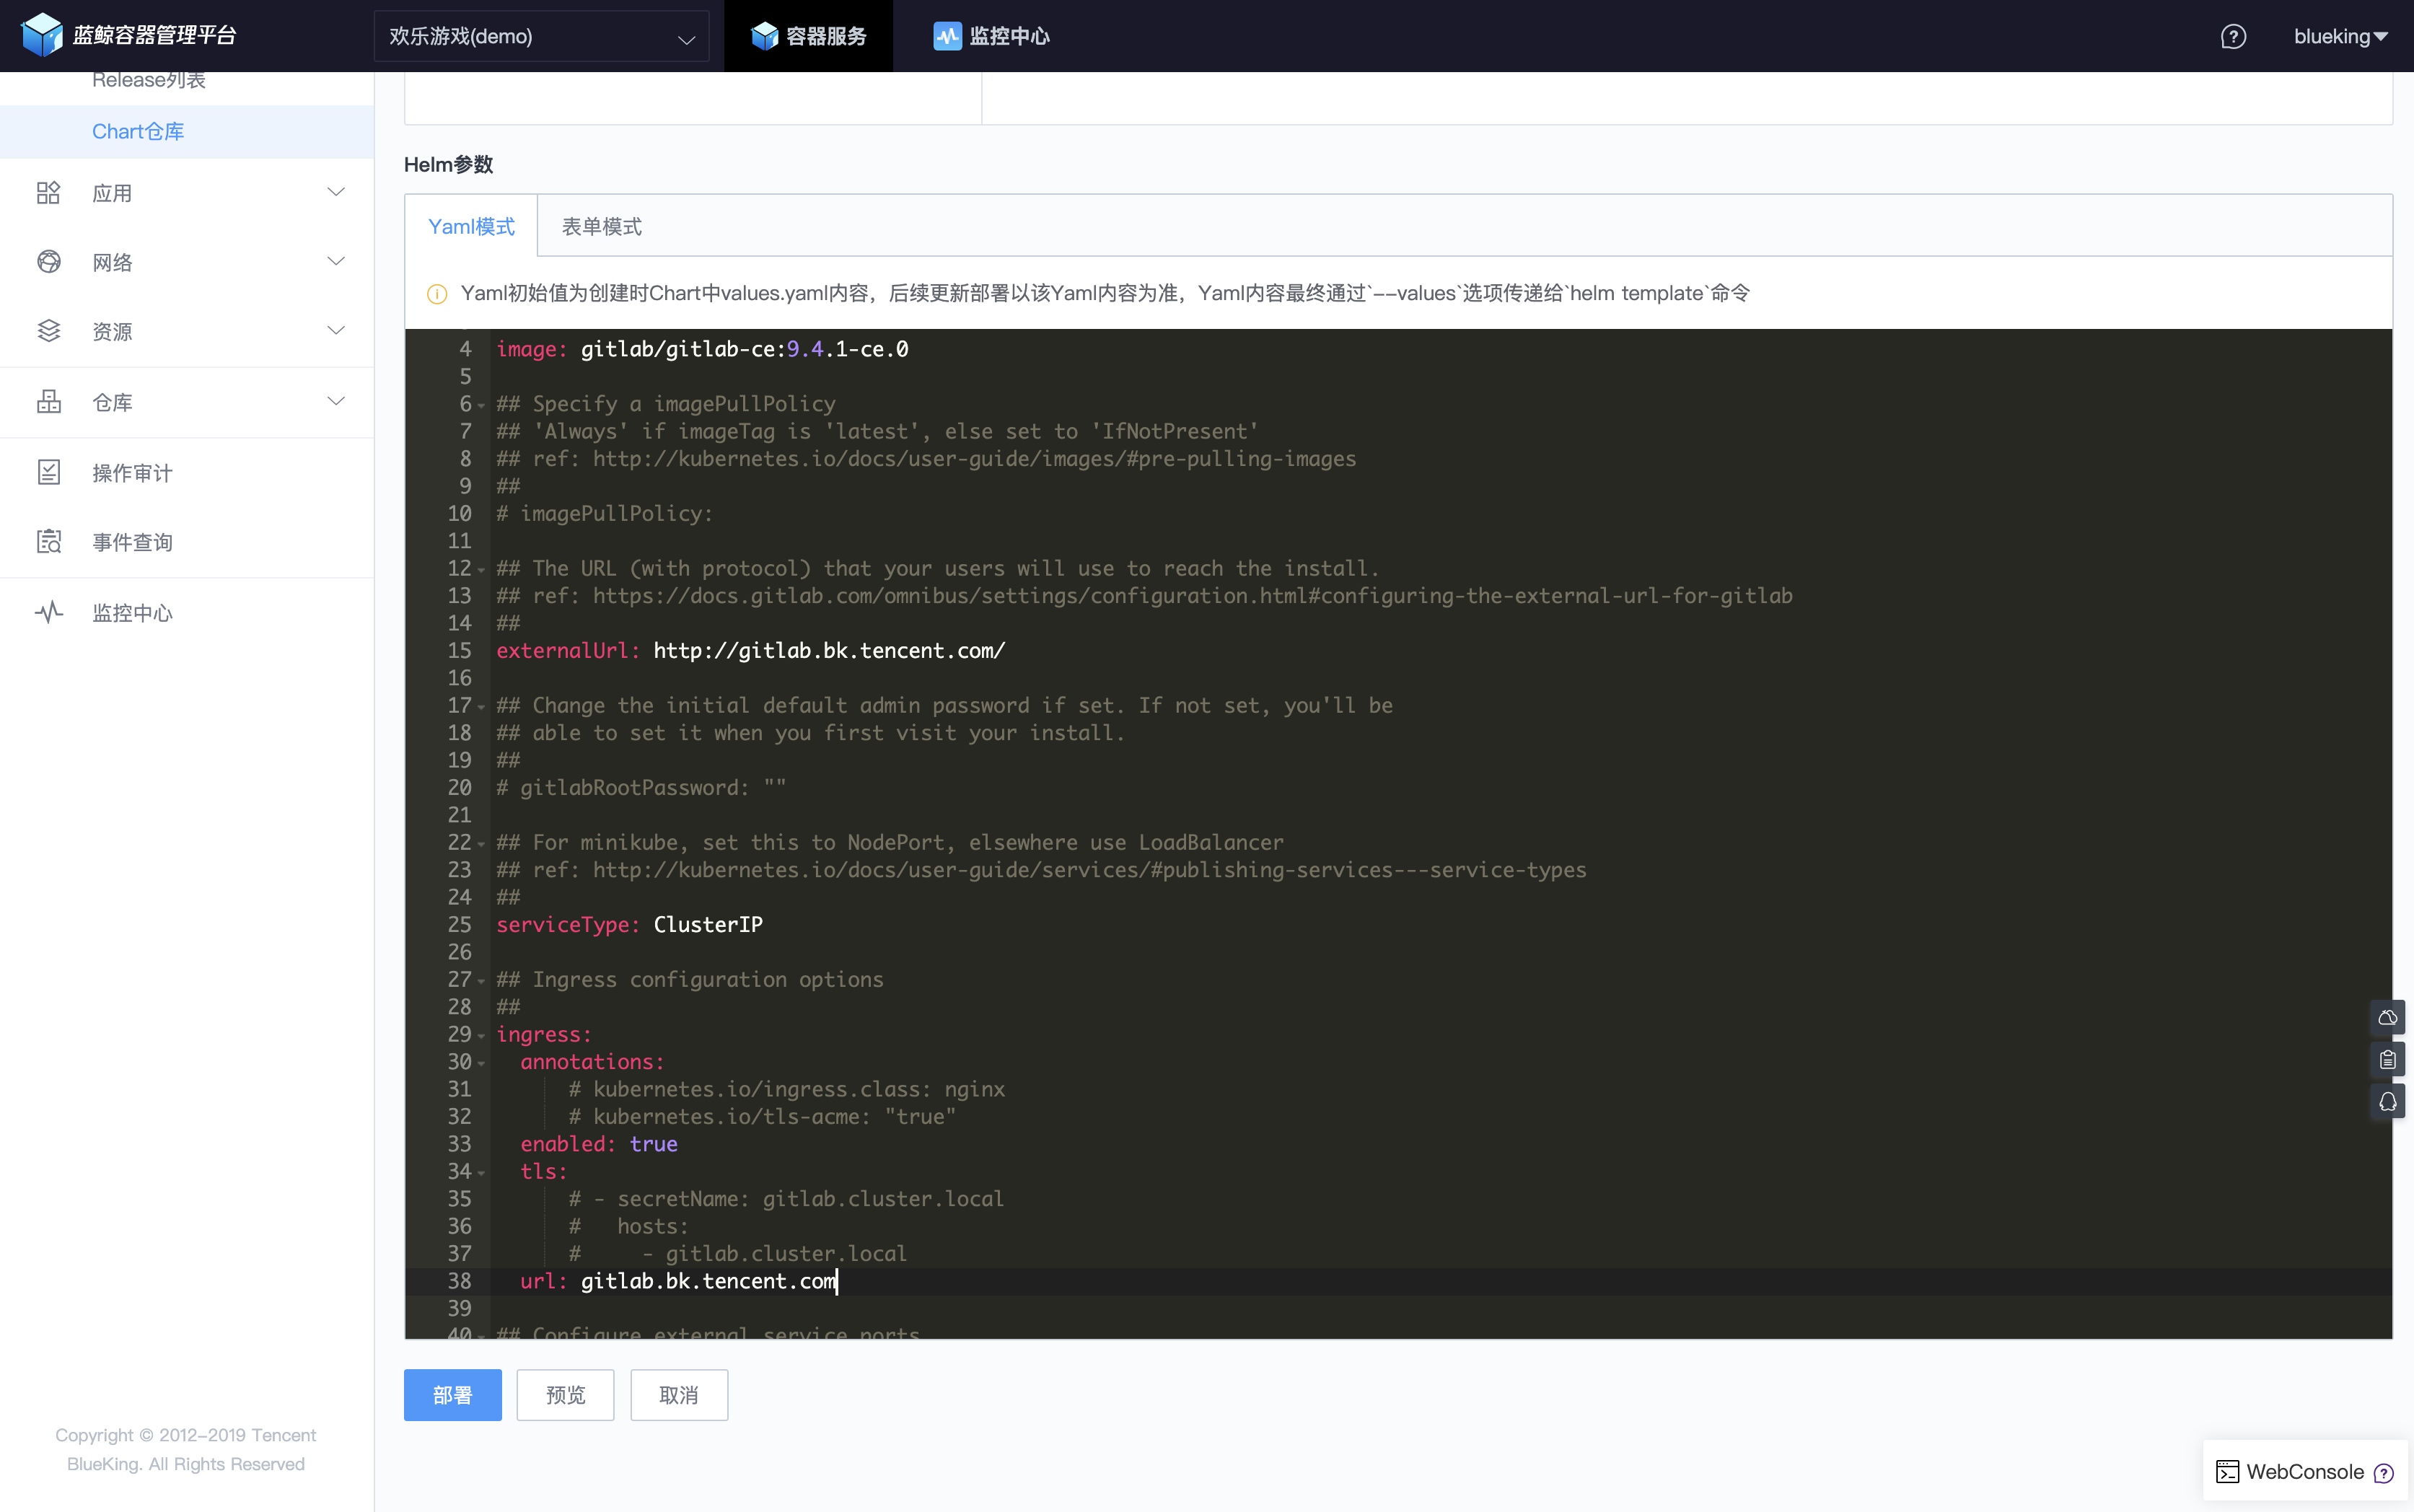 蓝鲸容器管理平台
欢乐游戏(demo)
容器服务
监控中心
blueking
Release列表
Chart仓库
应用
网络
资源
仓库
操作审计
事件查询
监控中心
Copyright © 2012-2019 Tencent
BlueKing. All Rights Reserved
Helm参数
Yaml模式
表单模式
Yaml初始值为创建时Chart中values.yaml内容，后续更新部署以该Yaml内容为准，Yaml内容最终通过`--values`选项传递给`helm template`命令
4 image: gitlab/gitlab-ce:9.4.1-ce.0
5
6 ## Specify a imagePullPolicy
7 ## 'Always' if imageTag is 'latest', else set to 'IfNotPresent'
8 ## ref: http://kubernetes.io/docs/user-guide/images/#pre-pulling-images
9 ##
10 # imagePullPolicy:
11
12 ## The URL (with protocol) that your users will use to reach the install.
13 ## ref: https://docs.gitlab.com/omnibus/settings/configuration.html#configuring-the-external-url-for-gitlab
14 ##
15 externalUrl: http://gitlab.bk.tencent.com/
16
17 ## Change the initial default admin password if set. If not set, you'll be
18 ## able to set it when you first visit your install.
19 ##
20 # gitlabRootPassword: ""
21
22 ## For minikube, set this to NodePort, elsewhere use LoadBalancer
23 ## ref: http://kubernetes.io/docs/user-guide/services/#publishing-services---service-types
24 ##
25 serviceType: ClusterIP
26
27 ## Ingress configuration options
28 ##
29 ingress:
30   annotations:
31       # kubernetes.io/ingress.class: nginx
32       # kubernetes.io/tls-acme: "true"
33   enabled: true
34   tls:
35       # - secretName: gitlab.cluster.local
36       #   hosts:
37       #     - gitlab.cluster.local
38   url: gitlab.bk.tencent.com
39
40 ## Configure external service ports
部署
预览
取消
WebConsole